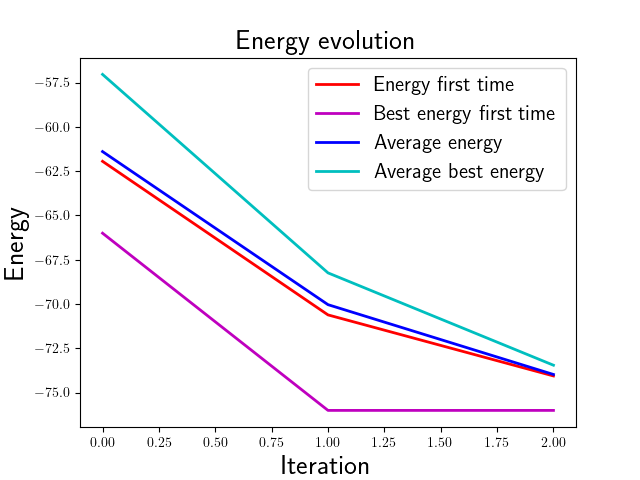 Energy evolution
Energy first time
Best energy first time
Average energy
Average best energy
Energy
−57.5
−60.0
−62.5
−65.0
−67.5
−70.0
−72.5
−75.0
0.00 0.25 0.50 0.75 1.00 1.25 1.50 1.75 2.00
Iteration